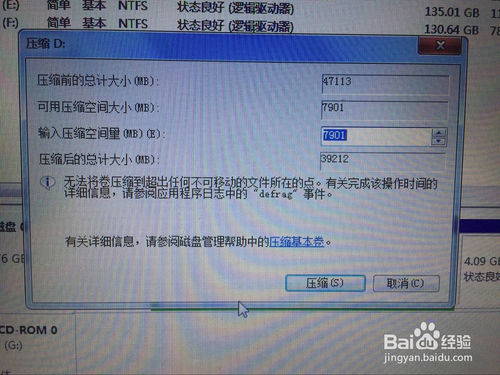 (E:) 简单 基本 NTFS 状态良好 (逻辑驱动器) 135.01 GB
简单 基本 NTFS 状态良好 (逻辑驱动器) 130.64 GB 78
压缩 D:
压缩前的总计大小(MB): 47113
可用压缩空间大小(MB): 7901
输入压缩空间量(MB)(E): 7901
压缩后的总计大小(MB): 39212
无法将卷压缩到超出任何不可移动的文件所在的点。有关完成该操作时间的
详细信息，请参阅应用程序日志中的“defrag”事件。
有关详细信息，请参阅磁盘管理帮助中的压缩基本卷。
压缩(S) 取消(C)
4.09 G
状态良好
CD-ROM 0
(G:)
Baidu 经验
jingyan.baidu.com